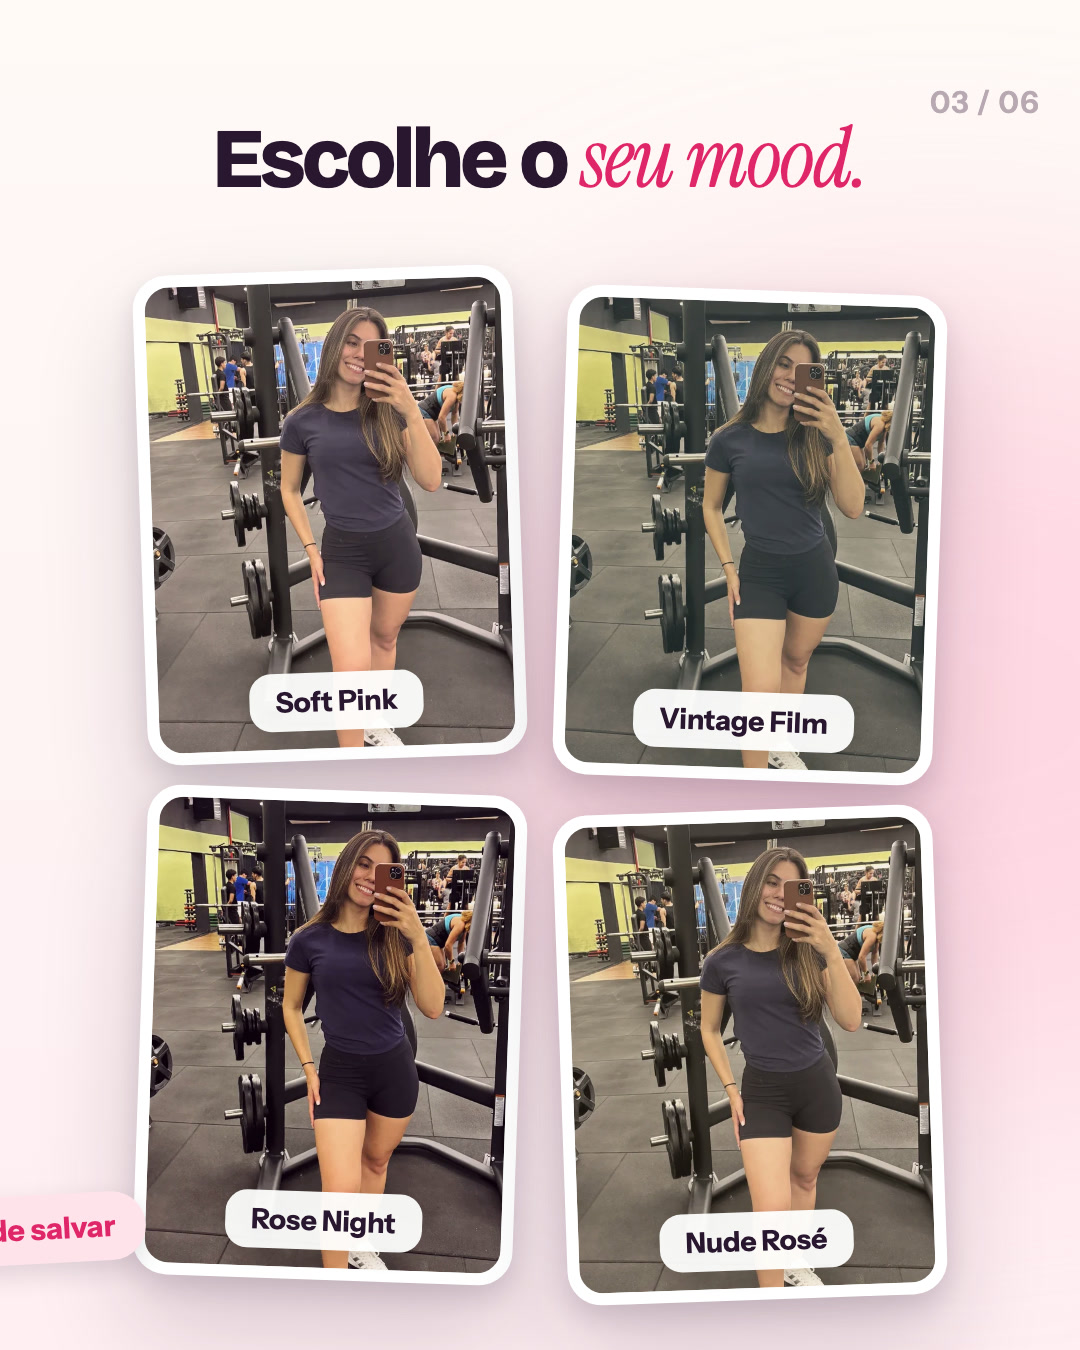 03 / 06
Escolhe o seu mood.
Soft Pink
Vintage Film
Rose Night
de salvar
Nude Rosé